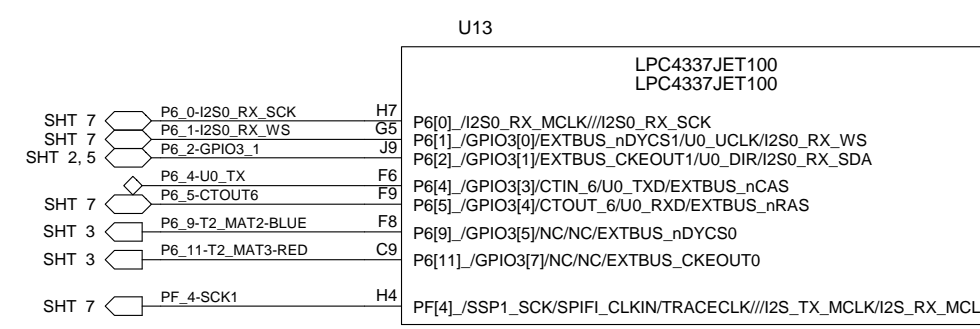 U13
LPC4337JET100
LPC4337JET100
SHT 7 P6_0-I2S0_RX_SCK H7 P6[0]_/I2S0_RX_MCLK///I2S0_RX_SCK
SHT 7 P6_1-I2S0_RX_WS G5 P6[1]_/GPIO3[0]/EXTBUS_nDYCS1/U0_UCLK/I2S0_RX_WS
SHT 2, 5 P6_2-GPIO3_1 J9 P6[2]_/GPIO3[1]/EXTBUS_CKEOUT1/U0_DIR/I2S0_RX_SDA
P6_4-U0_TX F6 P6[4]_/GPIO3[3]/CTIN_6/U0_TXD/EXTBUS_nCAS
SHT 7 P6_5-CTOUT6 F9 P6[5]_/GPIO3[4]/CTOUT_6/U0_RXD/EXTBUS_nRAS
SHT 3 P6_9-T2_MAT2-BLUE F8 P6[9]_/GPIO3[5]/NC/NC/EXTBUS_nDYCS0
SHT 3 P6_11-T2_MAT3-RED C9 P6[11]_/GPIO3[7]/NC/NC/EXTBUS_CKEOUT0
SHT 7 PF_4-SCK1 H4 PF[4]_/SSP1_SCK/SPIFI_CLKIN/TRACECLK///I2S_TX_MCLK/I2S_RX_MCL